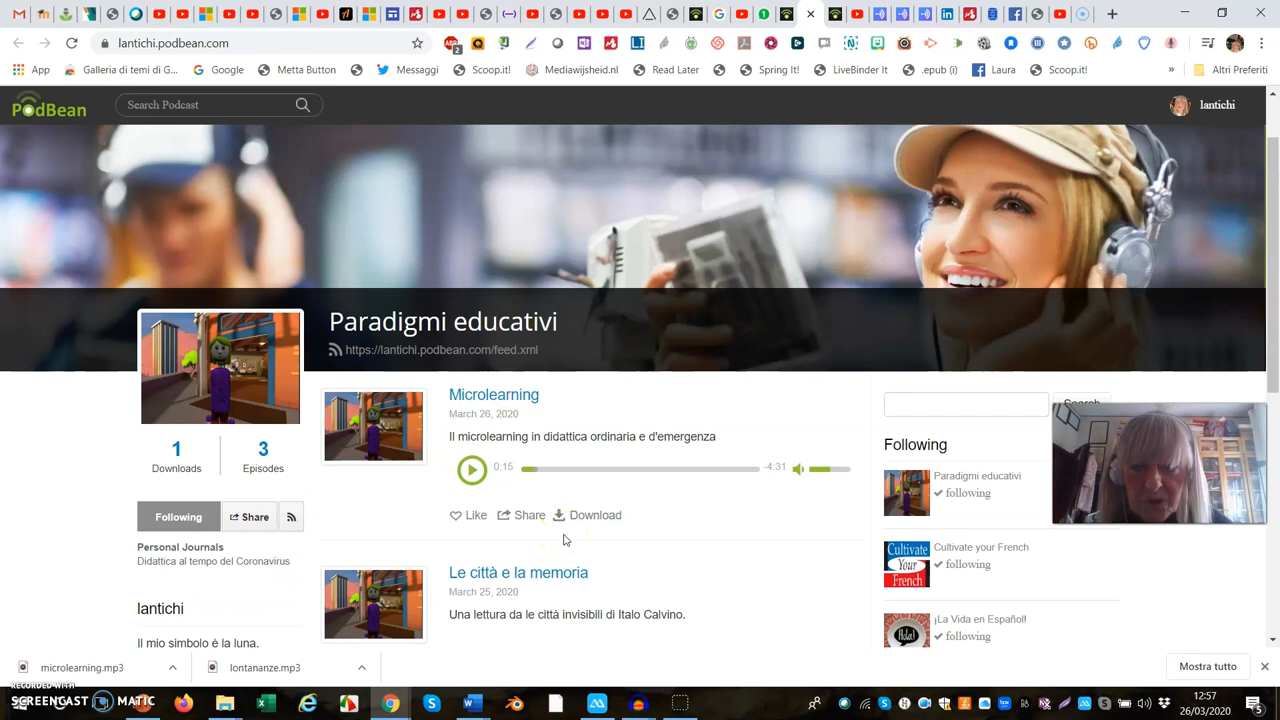 lantichi.podbean.com
2
App
Galleria di temi di G...
Google
Metta Button
Messaggi
Scoop.it!
Mediawijsheid.nl
Read Later
Spring It!
LiveBinder It
.epub (i)
Laura
Scoop.it!
»
Altri Preferiti
PodBean
Search Podcast
lantichi
Paradigmi educativi
https://lantichi.podbean.com/feed.xml
1
Downloads
3
Episodes
Following
Share
Personal Journals
Didattica al tempo del Coronavirus
lantichi
Il mio simbolo è la luna.
Microlearning
March 26, 2020
Il microlearning in didattica ordinaria e d'emergenza
0:15
-4:31
Like
Share
Download
Le città e la memoria
March 25, 2020
Una lettura da le città invisibili di Italo Calvino.
Search
Following
Paradigmi educativi
following
Cultivate your French
following
¡La Vida en Español!
following
Cultivate
Your
French
Hola!
microlearning.mp3
lontananze.mp3
Mostra tutto
RECORDED WITH
SCREENCAST MATIC
12:57
26/03/2020
5